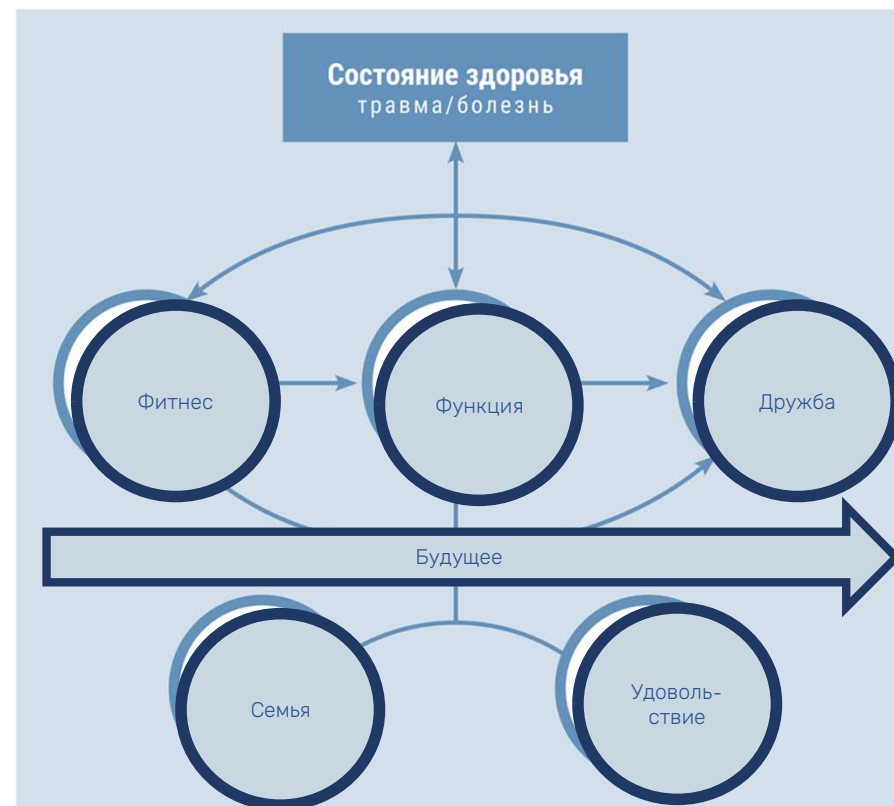 Состояние здоровья
травма/болезнь
Фитнес
Функция
Дружба
Будущее
Семья
Удоволь-
ствие